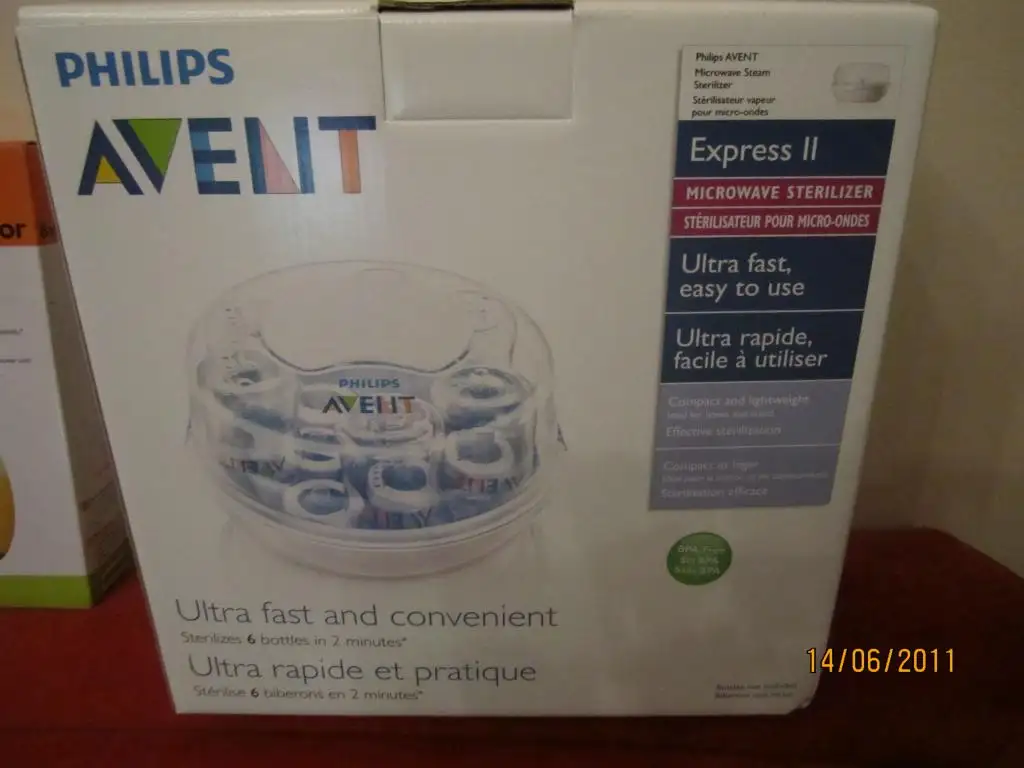 PHILIPS
AVENT
Philips AVENT
Microwave Steam
Sterilizer
Stérilisateur vapeur
pour micro-ondes
Express II
MICROWAVE STERILIZER
STÉRILISATEUR POUR MICRO-ONDES
Ultra fast,
easy to use
Ultra rapide,
facile à utiliser
Compact and lightweight
Effective sterilization
Compact et léger
Stérilisation efficace
PHILIPS
AVENT
BPA Free
Ultra fast and convenient
Sterilizes 6 bottles in 2 minutes*
Ultra rapide et pratique
Stérilise 6 biberons en 2 minutes*
or
14/06/2011